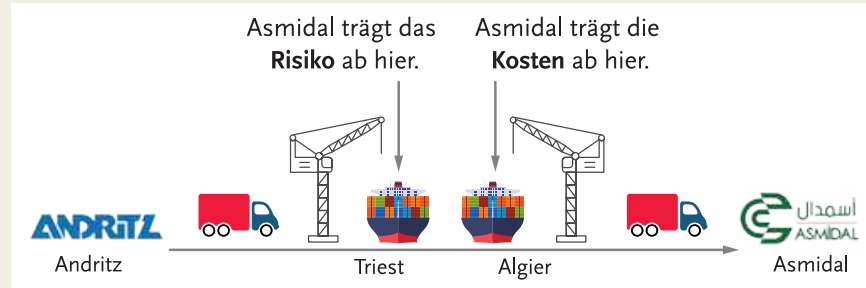 Asmidal trägt das
Risiko ab hier.
Asmidal trägt die
Kosten ab hier.
ANDRITZ
أسمدال
ASMIDAL
Andritz
Triest
Algier
Asmidal